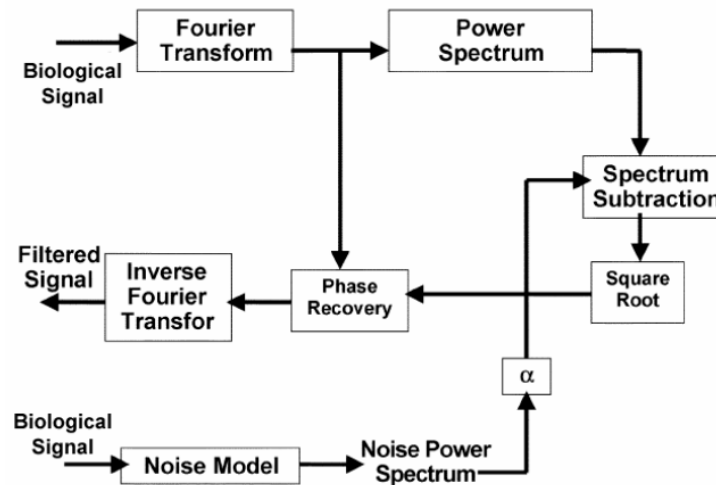 Fourier
Transform
Power
Spectrum
Biological
Signal
Spectrum
Subtraction
Filtered
Signal
Inverse
Fourier
Transfor
Phase
Recovery
Square
Root
α
Biological
Signal
Noise Model
Noise Power
Spectrum